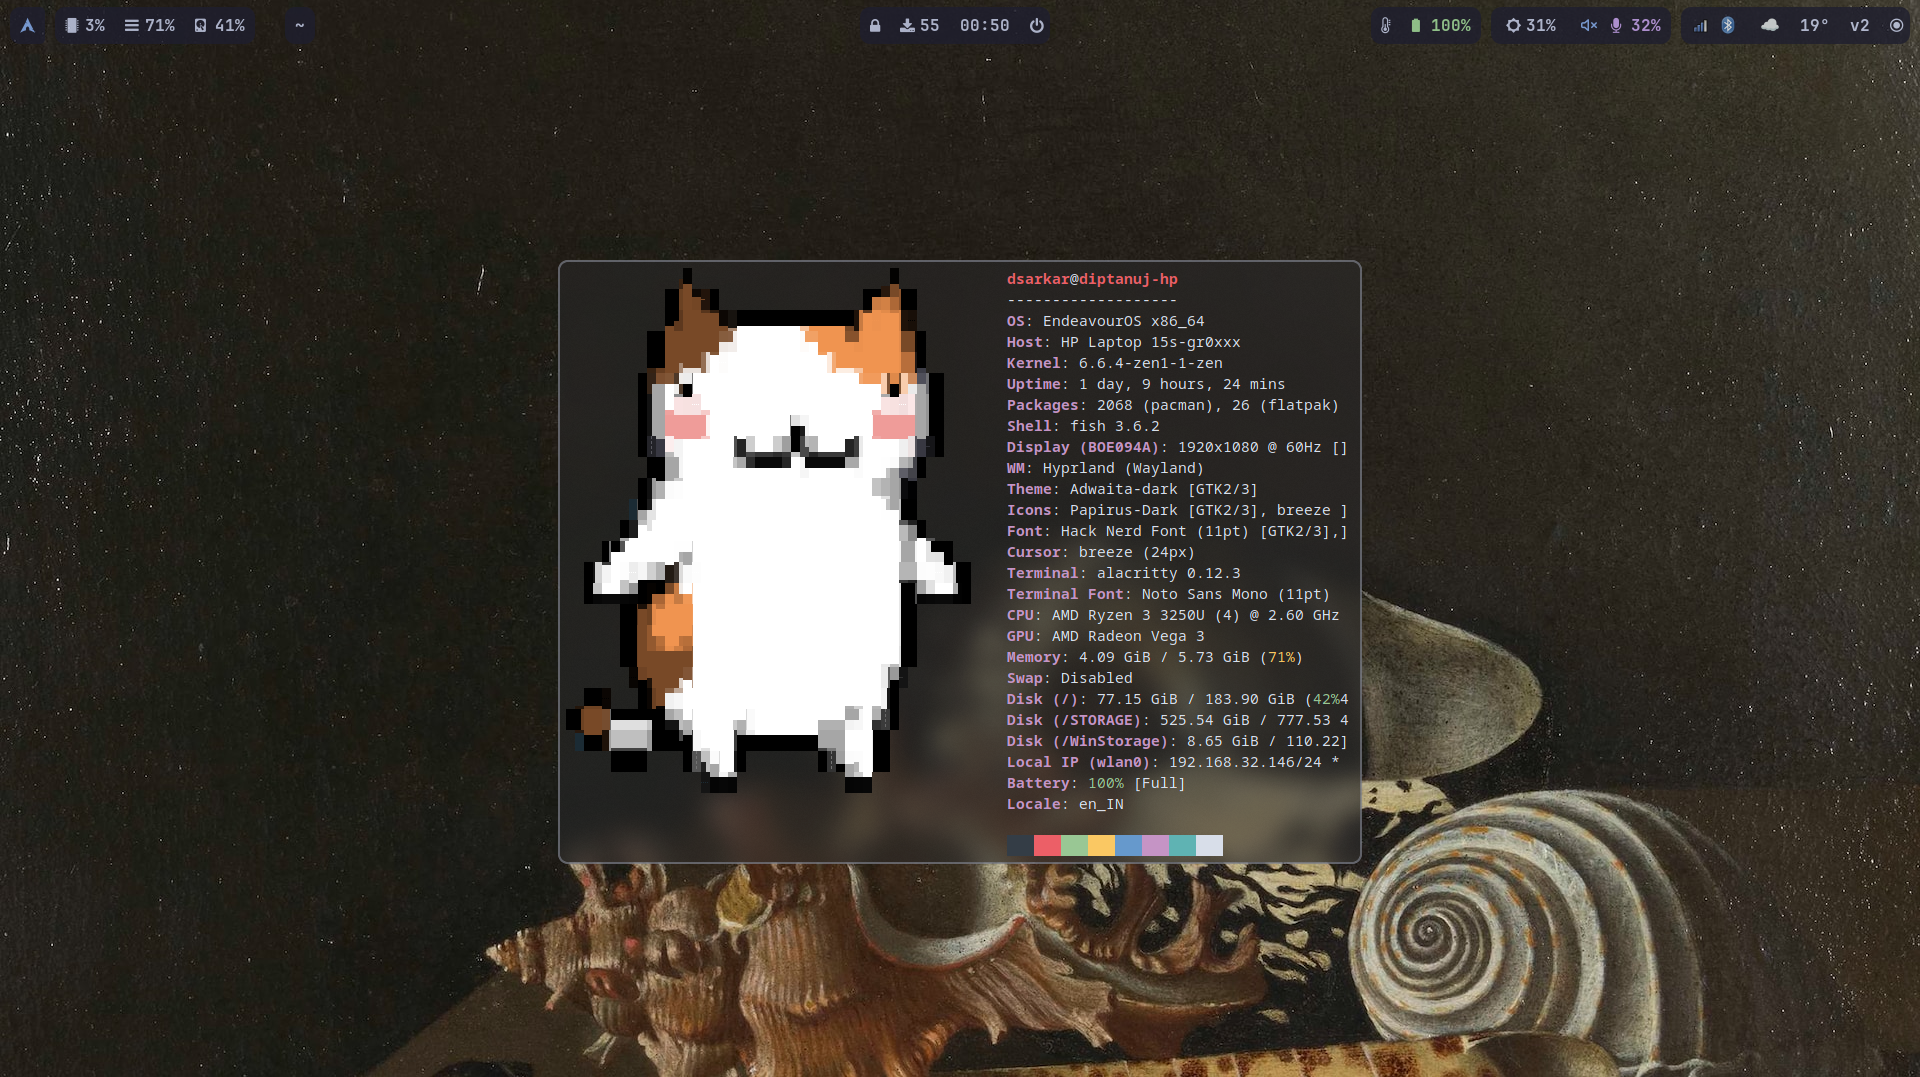 3% 71% 41% ~ 55 00:50 100% 31% 32% 19° v2
dsarkar@diptanuj-hp
-------------------
OS: EndeavourOS x86_64
Host: HP Laptop 15s-gr0xxx
Kernel: 6.6.4-zen1-1-zen
Uptime: 1 day, 9 hours, 24 mins
Packages: 2068 (pacman), 26 (flatpak)
Shell: fish 3.6.2
Display (BOE094A): 1920x1080 @ 60Hz []
WM: Hyprland (Wayland)
Theme: Adwaita-dark [GTK2/3]
Icons: Papirus-Dark [GTK2/3], breeze ]
Font: Hack Nerd Font (11pt) [GTK2/3],]
Cursor: breeze (24px)
Terminal: alacritty 0.12.3
Terminal Font: Noto Sans Mono (11pt)
CPU: AMD Ryzen 3 3250U (4) @ 2.60 GHz
GPU: AMD Radeon Vega 3
Memory: 4.09 GiB / 5.73 GiB (71%)
Swap: Disabled
Disk (/): 77.15 GiB / 183.90 GiB (42%4
Disk (/STORAGE): 525.54 GiB / 777.53 4
Disk (/WinStorage): 8.65 GiB / 110.22]
Local IP (wlan0): 192.168.32.146/24 *
Battery: 100% [Full]
Locale: en_IN